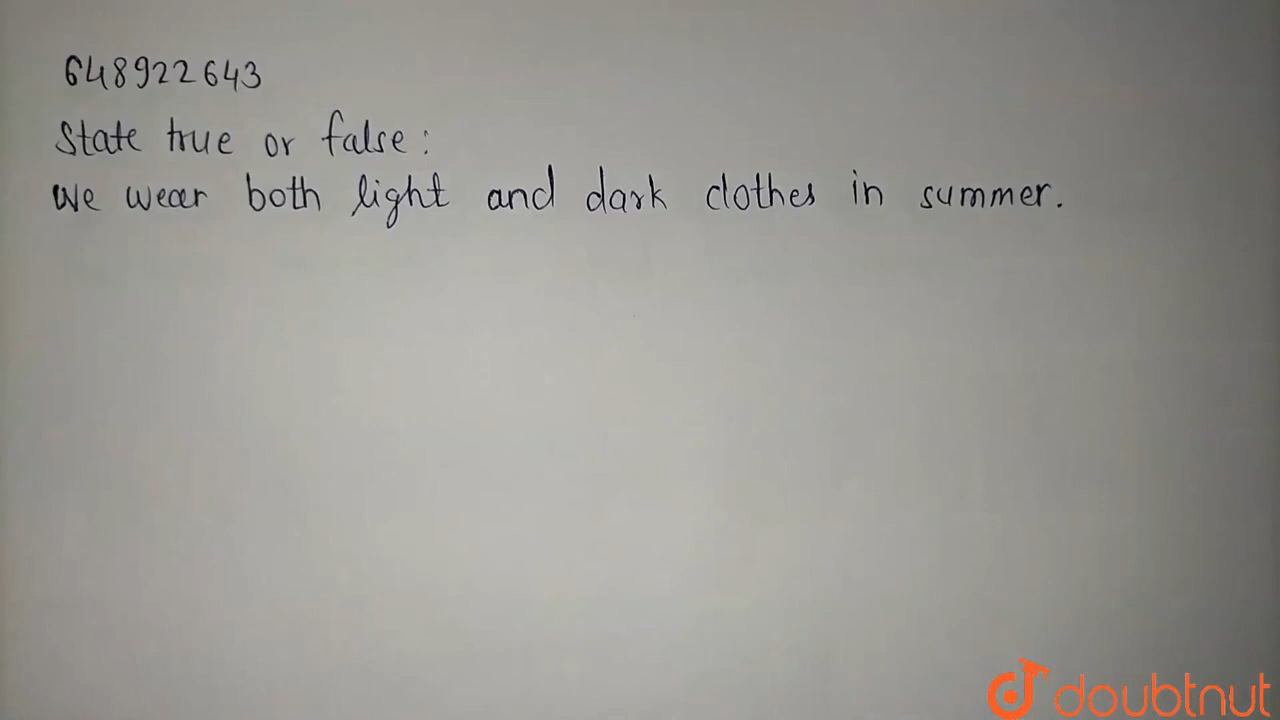 648922643
State true or false:
We wear both light and dark clothes in summer.
doubtnut